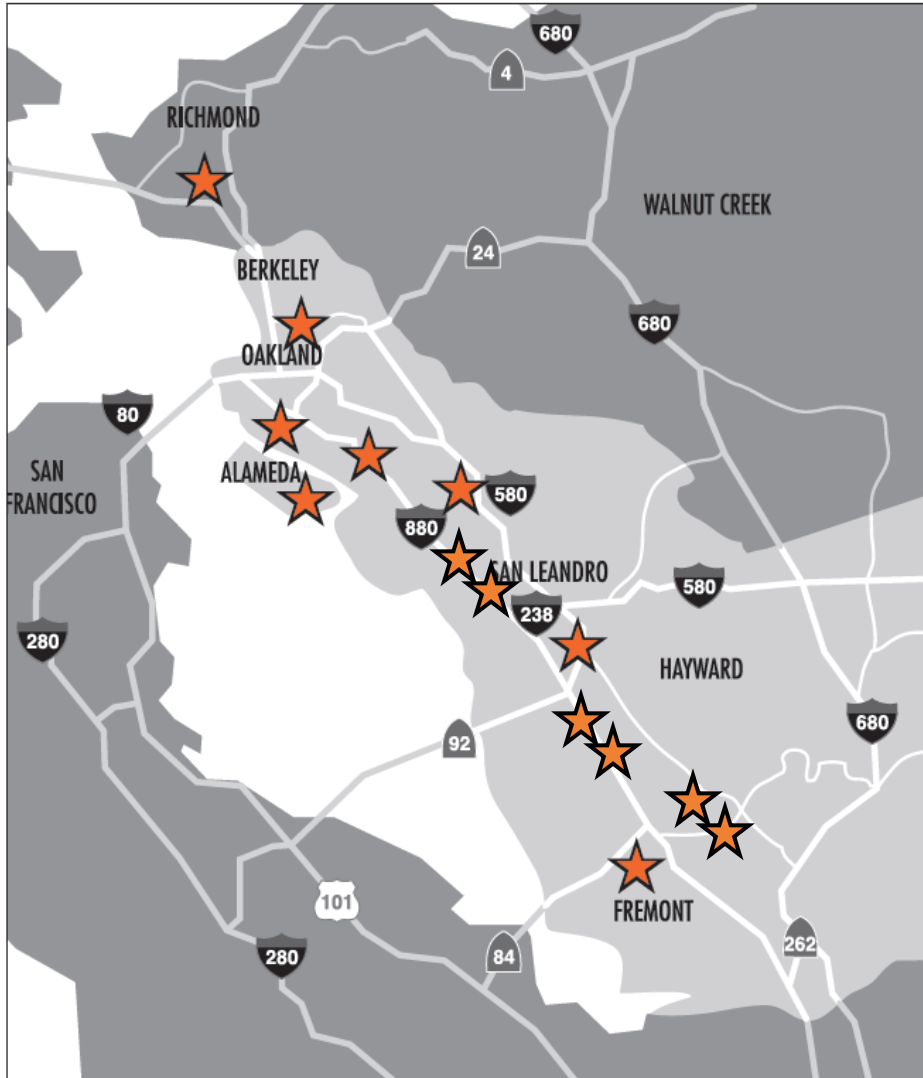 680
4
RICHMOND
WALNUT CREEK
24
BERKELEY
680
OAKLAND
80
SAN
FRANCISCO
ALAMEDA
580
880
SAN LEANDRO
580
238
280
HAYWARD
680
92
101
FREMONT
84
262
280